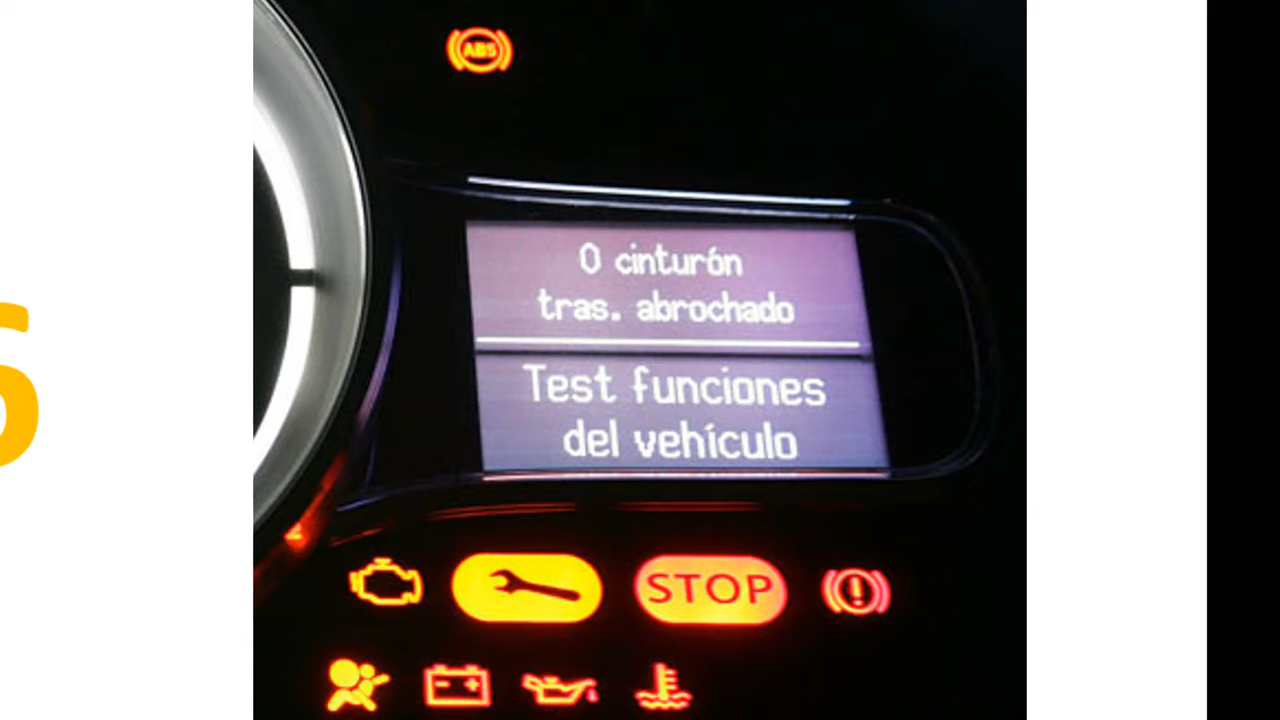 ABS
0 cinturón
tras. abrochado
Test funciones
del vehículo
STOP